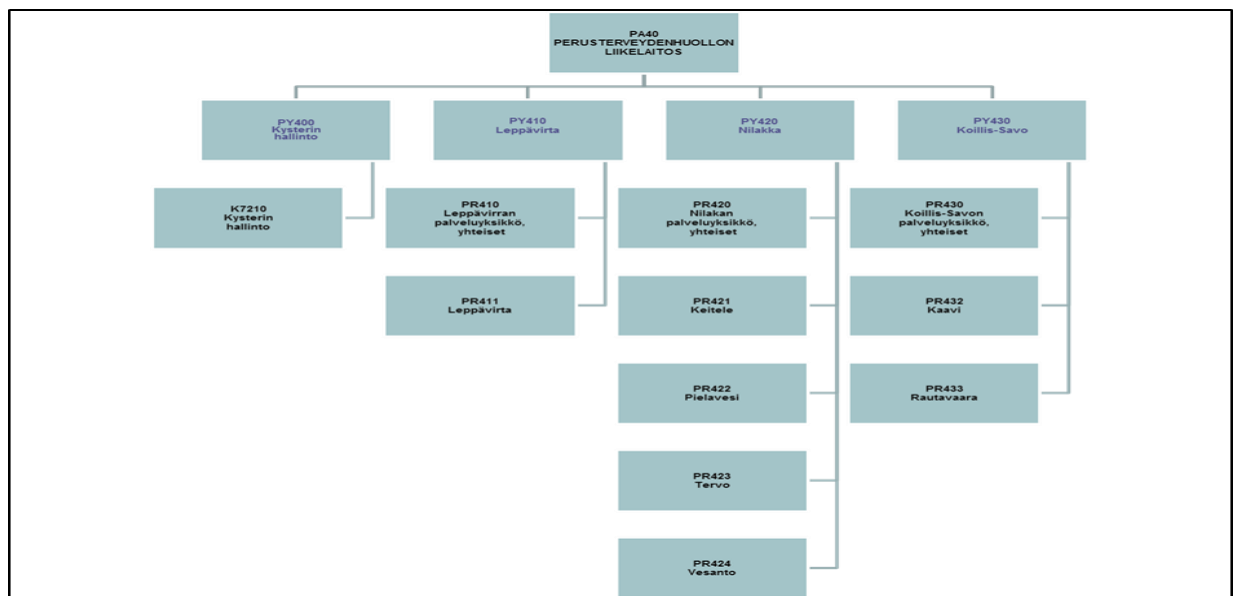 PA40
PERUSTERVEYDENHUOLLON
LIIKELAITOS
PY400
Kysterin
hallinto
PY410
Leppävirta
PY420
Nilakka
PY430
Koillis-Savo
K7210
Kysterin
hallinto
PR410
Leppävirran
palveluyksikkö,
yhteiset
PR420
Nilakan
palveluyksikkö,
yhteiset
PR430
Koillis-Savon
palveluyksikkö,
yhteiset
PR411
Leppävirta
PR421
Keitele
PR432
Kaavi
PR422
Pielavesi
PR433
Rautavaara
PR423
Tervo
PR424
Vesanto